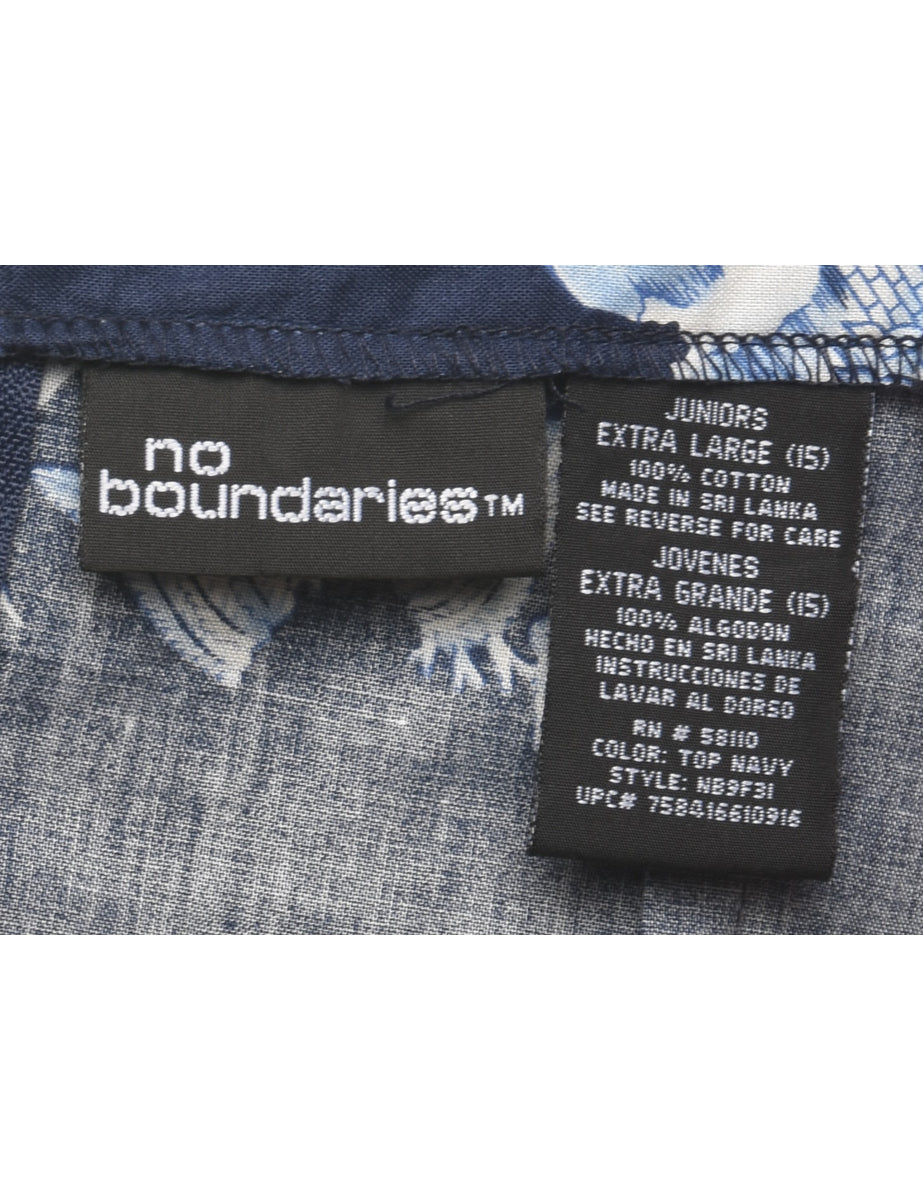 no
boundaries™
JUNIORS
EXTRA LARGE (15)
100% COTTON
MADE IN SRI LANKA
SEE REVERSE FOR CARE
JOVENES
EXTRA GRANDE (15)
100% ALGODON
HECHO EN SRI LANKA
INSTRUCCIONES DE
LAVAR AL DORSO
RN # 58110
COLOR: TOP NAVY
STYLE: NB9F31
UPC# 758416610916